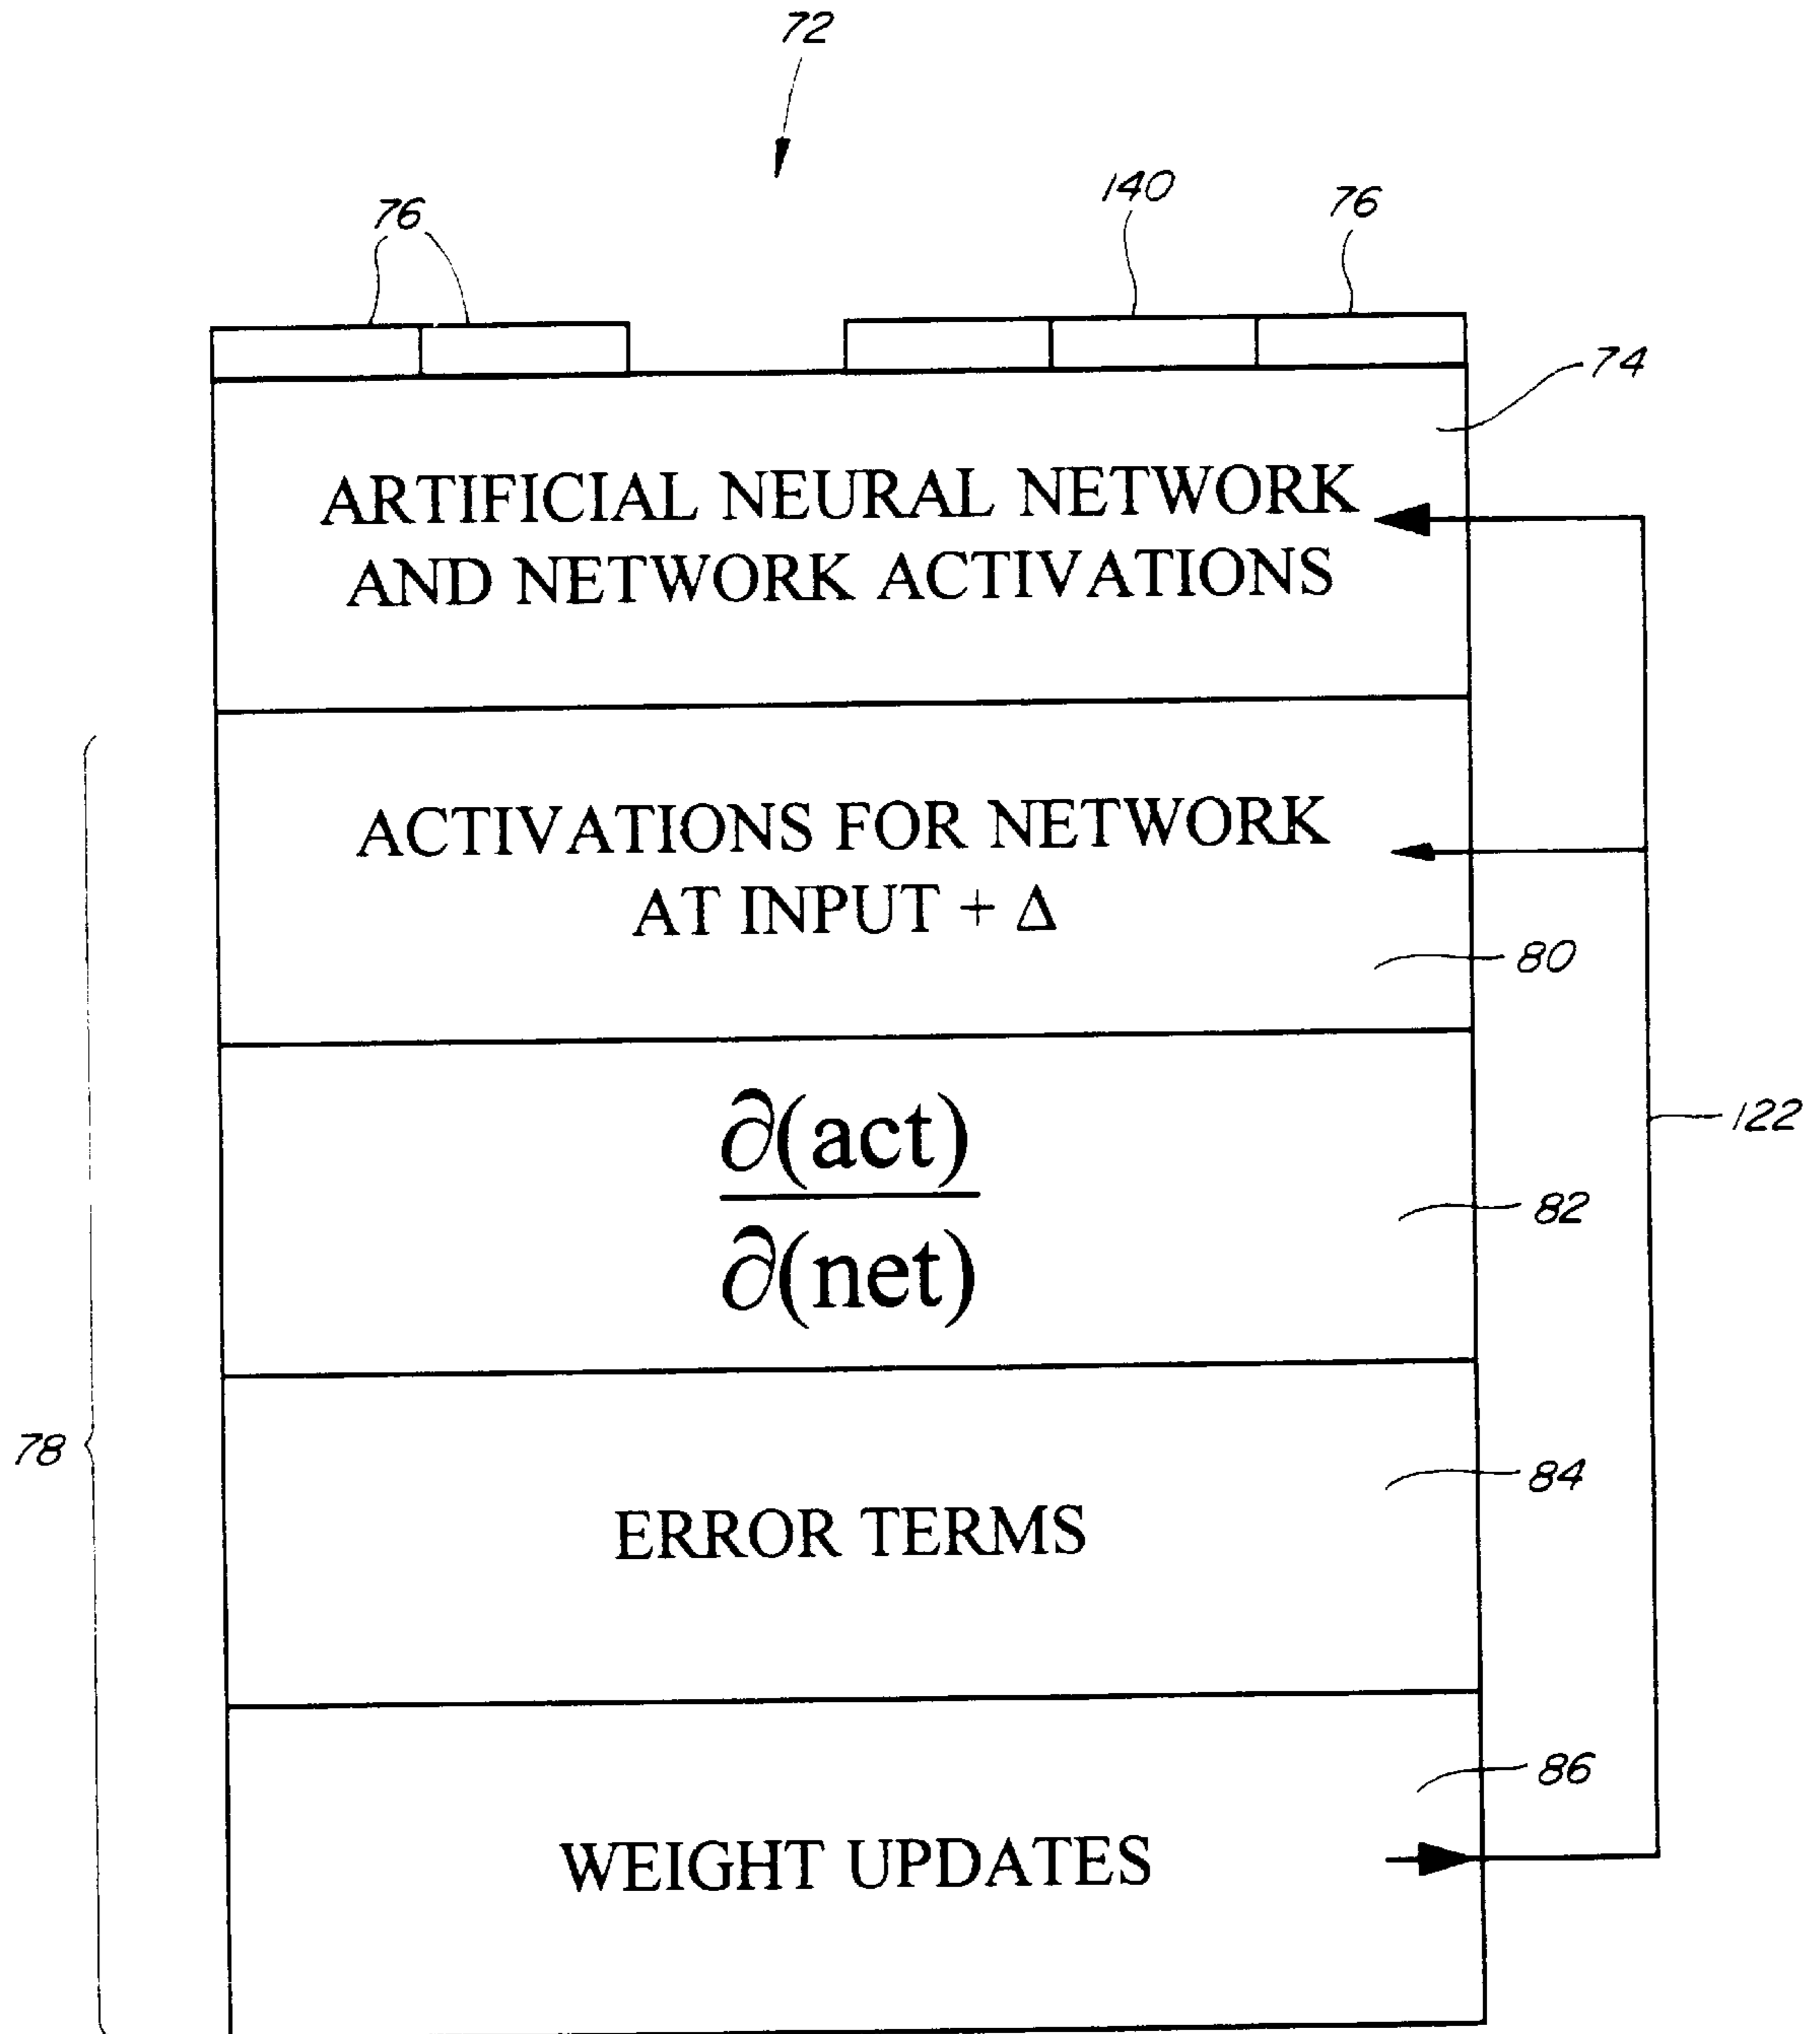 72
76
140
76
74
ARTIFICIAL NEURAL NETWORK
AND NETWORK ACTIVATIONS
ACTIVATIONS FOR NETWORK
AT INPUT + Δ
80
∂(act)
∂(net)
122
82
78
84
ERROR TERMS
86
WEIGHT UPDATES